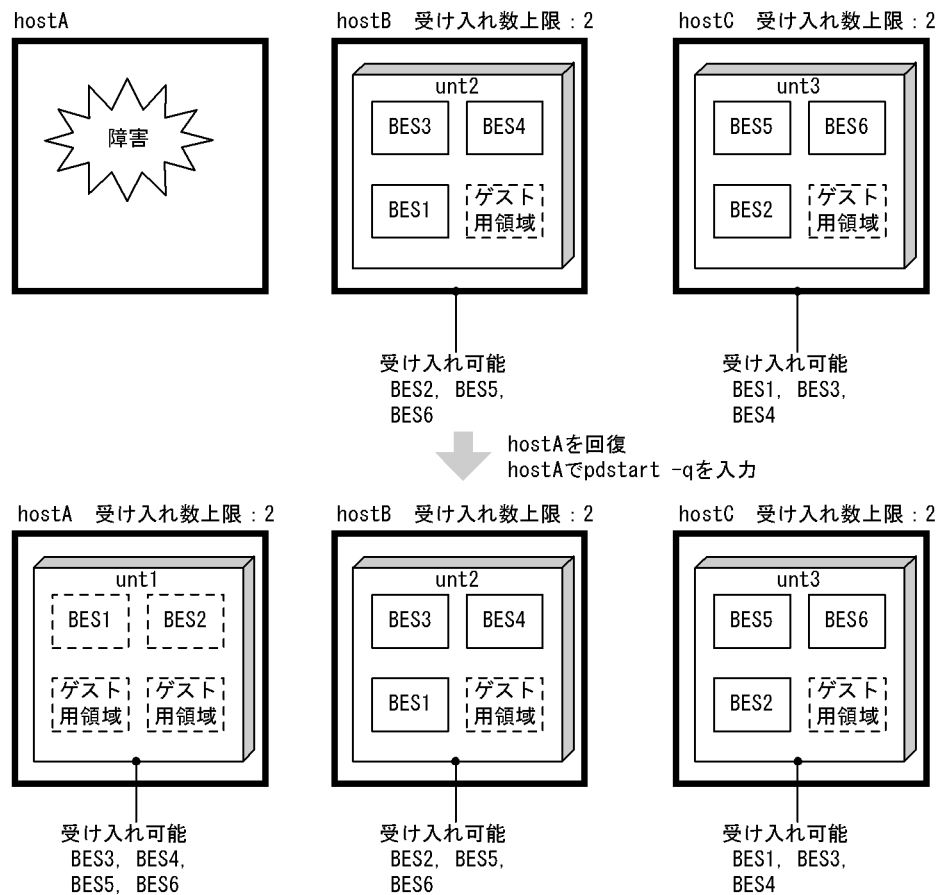 hostA
hostB 受け入れ数上限:2
hostC 受け入れ数上限:2
障害
unt2
BES3
BES4
BES1
ゲスト
用領域
unt3
BES5
BES6
BES2
ゲスト
用領域
受け入れ可能
BES2, BES5,
BES6
受け入れ可能
BES1, BES3,
BES4
hostAを回復
hostAでpdstart -qを入力
hostA 受け入れ数上限:2
hostB 受け入れ数上限:2
hostC 受け入れ数上限:2
unt1
BES1
BES2
ゲスト
用領域
ゲスト
用領域
unt2
BES3
BES4
BES1
ゲスト
用領域
unt3
BES5
BES6
BES2
ゲスト
用領域
受け入れ可能
BES3, BES4,
BES5, BES6
受け入れ可能
BES2, BES5,
BES6
受け入れ可能
BES1, BES3,
BES4